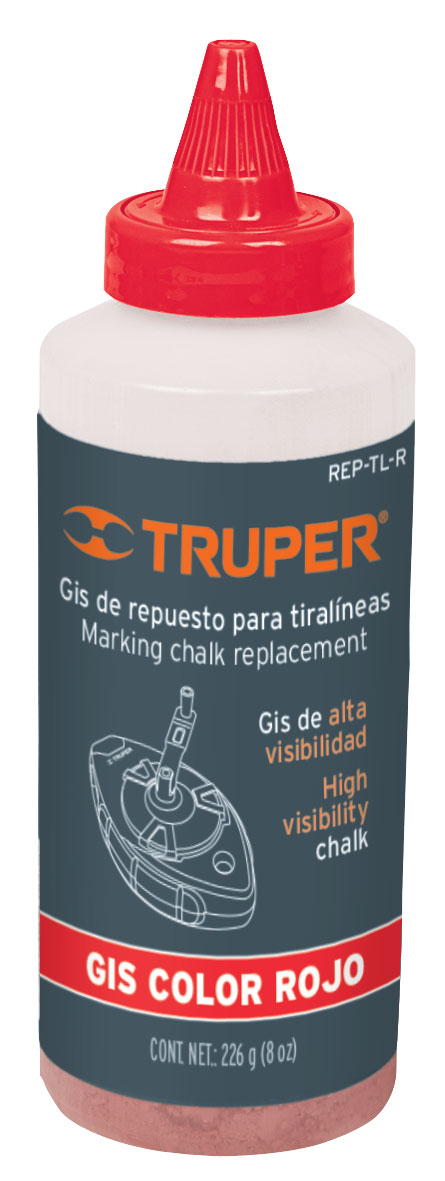 REP-TL-R
TRUPER®
Gis de repuesto para tiralíneas
Marking chalk replacement
TRUPER
Gis de alta
visibilidad
High
visibility
chalk
GIS COLOR ROJO
CONT. NET.: 226 g (8 oz)